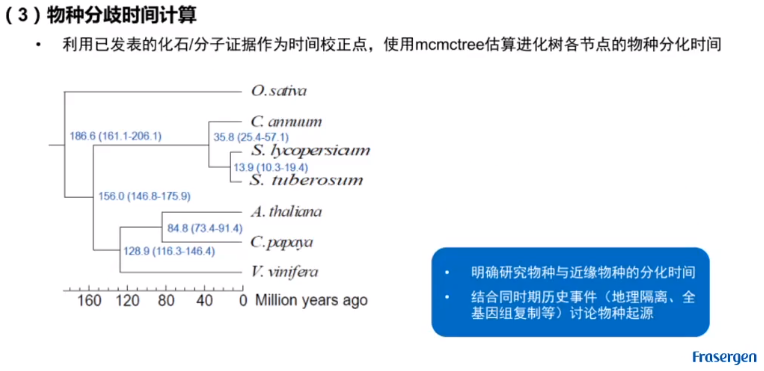 （3）物种分歧时间计算
• 利用已发表的化石/分子证据作为时间校正点，使用mcmctree估算进化树各节点的物种分化时间
O.sativa
C. annuum
186.6 (161.1-206.1)
35.8 (25.4-57.1)
S. lycopersicum
13.9 (10.3-19.4)
S. tuberosum
156.0 (146.8-175.9)
A. thaliana
84.8 (73.4-91.4)
C. papaya
128.9 (116.3-146.4)
V. vinifera
160 120 80 40 0 Million years ago
• 明确研究物种与近缘物种的分化时间
• 结合同时期历史事件（地理隔离、全
基因组复制等）讨论物种起源
Frasergen